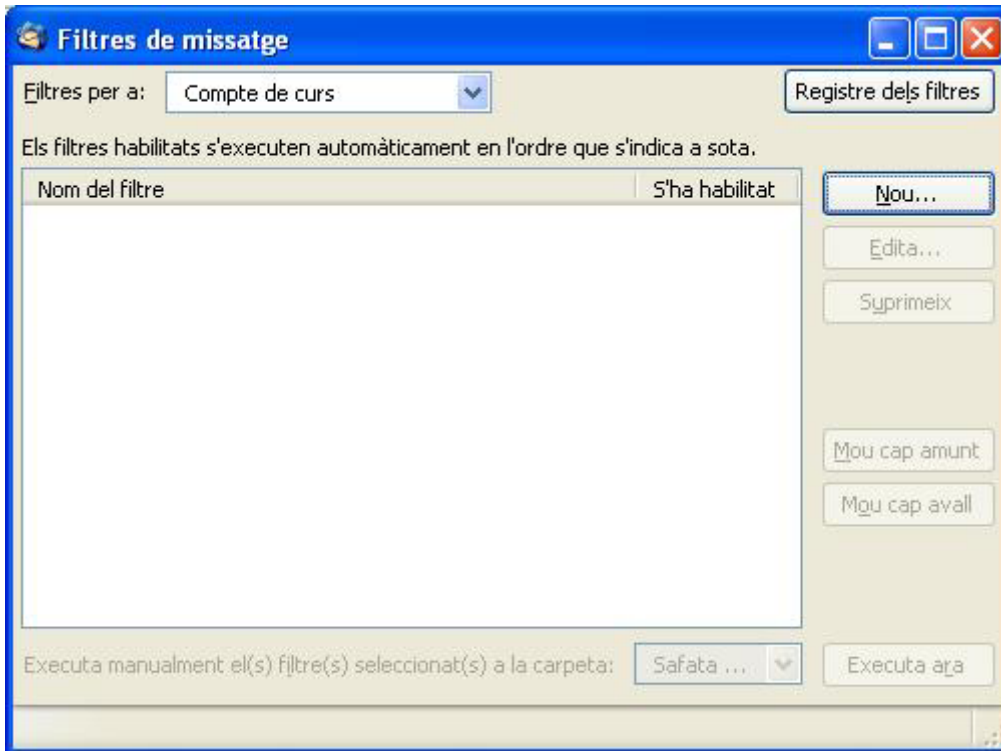 Filtres de missatge
Filtres per a: Compte de curs Registre dels filtres
Els filtres habilitats s'executen automàticament en l'ordre que s'indica a sota.
Nom del filtre S'ha habilitat
Nou...
Edita...
Suprimeix
Mou cap amunt
Mou cap avall
Executa manualment el(s) filtre(s) seleccionat(s) a la carpeta: Safata ... Executa ara